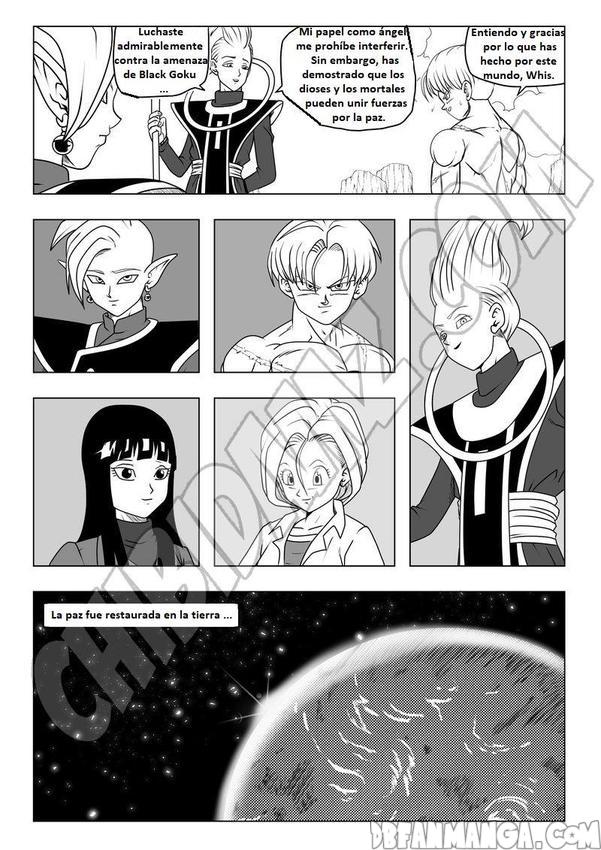 Luchaste
admirablemente
contra la amenaza
de Black Goku
...
Mi papel como ángel
me prohíbe interferir.
Sin embargo, has
demostrado que los
dioses y los mortales
pueden unir fuerzas
por la paz.
Entiendo y gracias
por lo que has
hecho por este
mundo, Whis.
La paz fue restaurada en la tierra ...
CHIBIDAMZ.COM
DBFANMANGA.COM